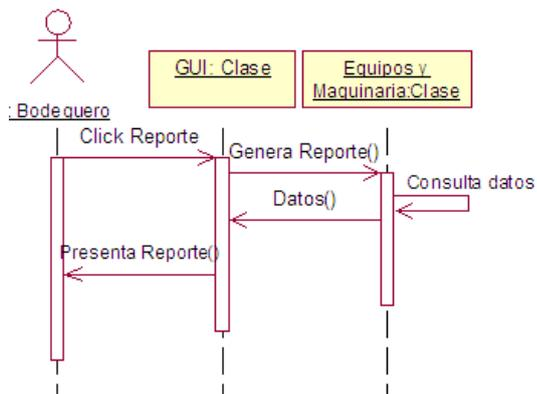 GUI: Clase
Equipos y
Maquinaria:Clase
: Bodeguero
Click Reporte
Genera Reporte()
Consulta datos
Datos()
Presenta Reporte()